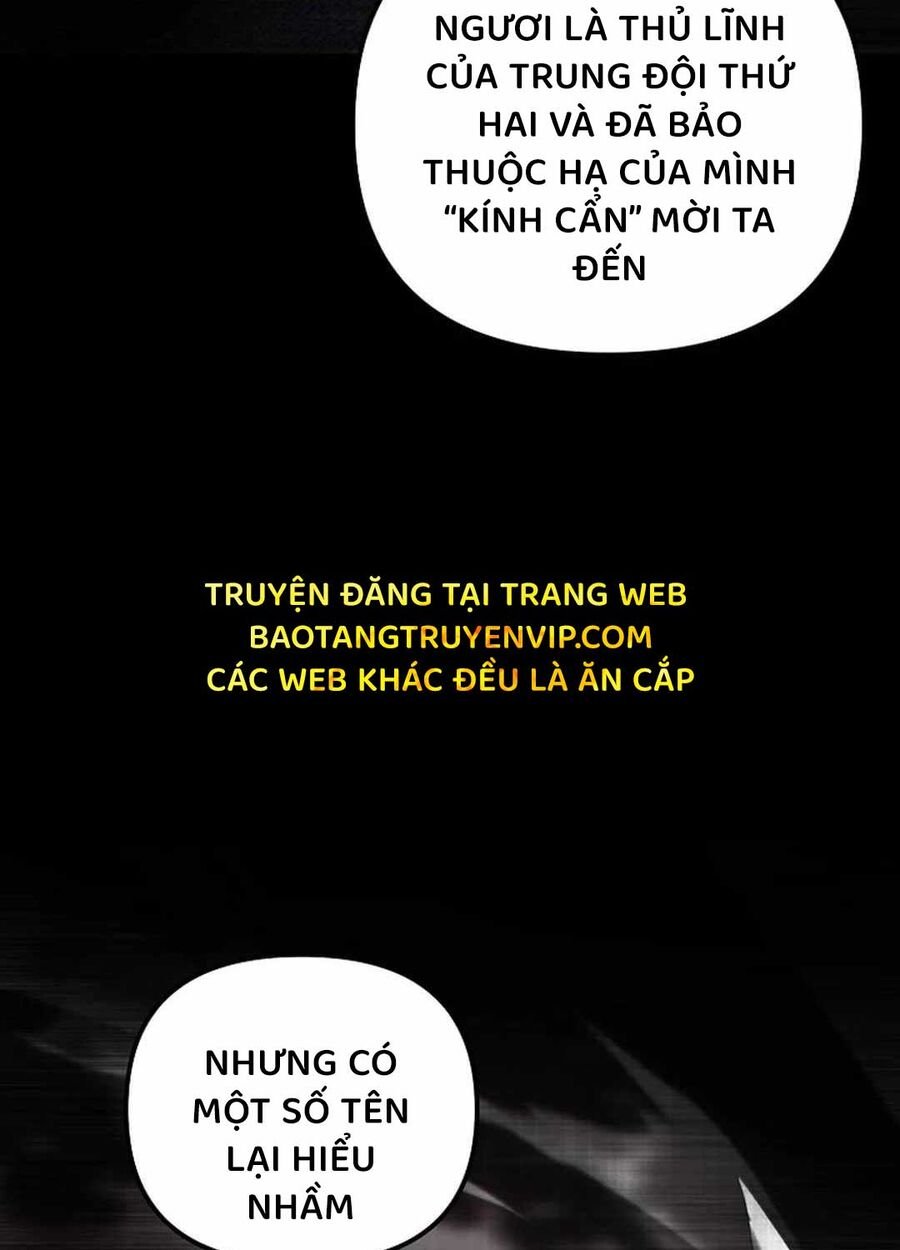 NGƯƠI LÀ THỦ LĨNH
CỦA TRUNG ĐỘI THỨ
HAI VÀ ĐÃ BẢO
THUỘC HẠ CỦA MÌNH
“KÍNH CẨN” MỜI TA
ĐẾN
TRUYỆN ĐĂNG TẠI TRANG WEB
BAOTANGTRUYENVIP.COM
CÁC WEB KHÁC ĐỀU LÀ ĂN CẮP
NHƯNG CÓ
MỘT SỐ TÊN
LẠI HIỂU
NHẦM